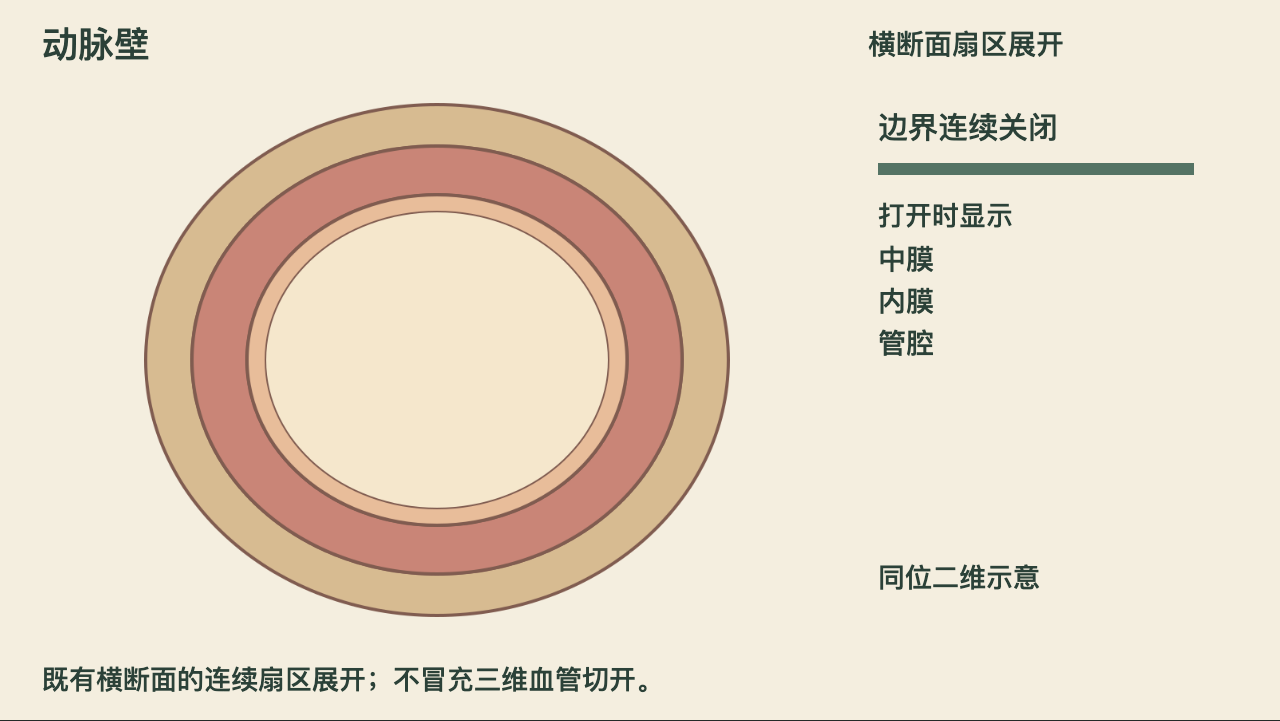 动脉壁
横断面扇区展开
边界连续关闭
打开时显示
中膜
内膜
管腔
同位二维示意
既有横断面的连续扇区展开；不冒充三维血管切开。